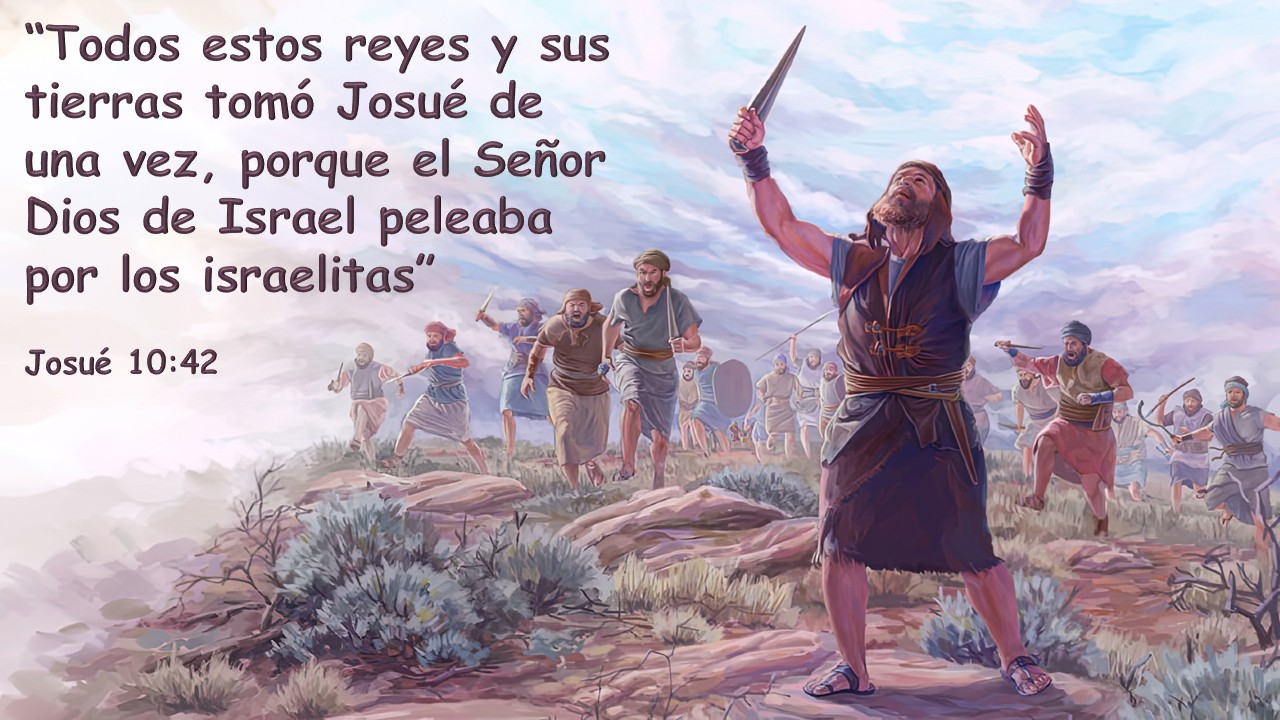 “Todos estos reyes y sus
tierras tomó Josué de
una vez, porque el Señor
Dios de Israel peleaba
por los israelitas”
Josué 10:42